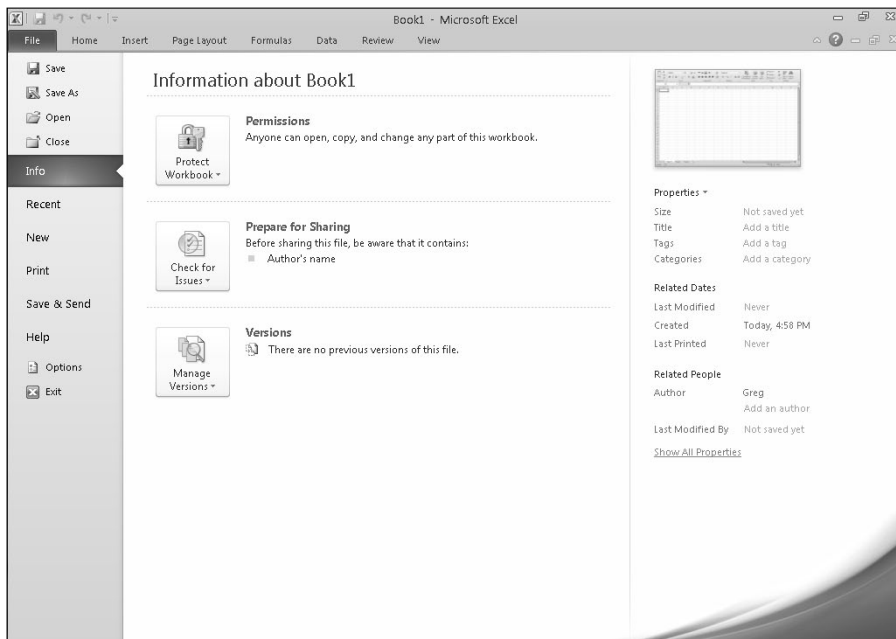 Book1 - Microsoft Excel
File Home Insert Page Layout Formulas Data Review View
Save
Save As
Open
Close
Info
Recent
New
Print
Save & Send
Help
Options
Exit
Information about Book1
Protect
Workbook
Permissions
Anyone can open, copy, and change any part of this workbook.
Check for
Issues
Prepare for Sharing
Before sharing this file, be aware that it contains:
Author's name
Manage
Versions
Versions
There are no previous versions of this file.
Properties
Size Not saved yet
Title Add a title
Tags Add a tag
Categories Add a category
Related Dates
Last Modified Never
Created Today, 4:58 PM
Last Printed Never
Related People
Author Greg
Add an author
Last Modified By Not saved yet
Show All Properties